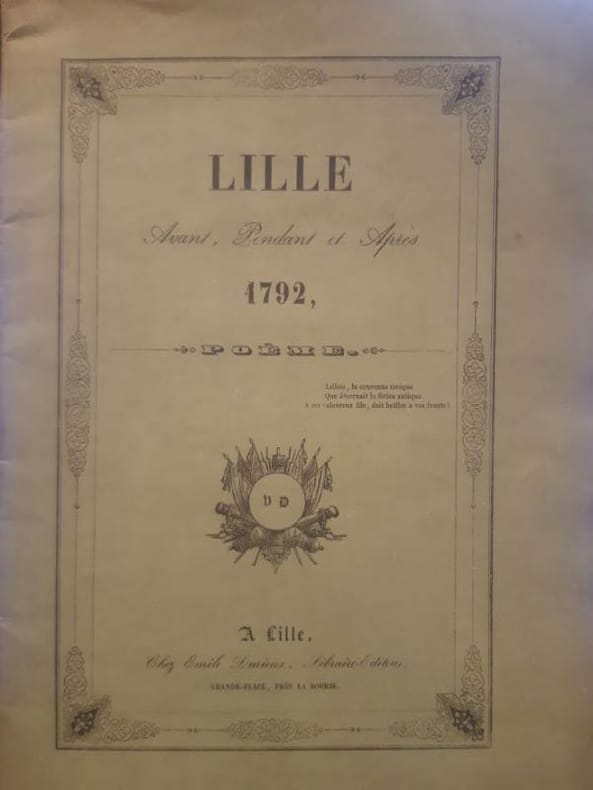 LILLE
Avant, Pendant et Après
1792,
POÈME.
Lillois, la couronne civique
Que décernait la Grèce antique
A ses valeureux fils, doit briller à vos fronts!
V D
A Lille,
Chez Emile Durieux, Libraire-Editeur,
GRANDE-PLACE, PRÈS LA BOURSE.